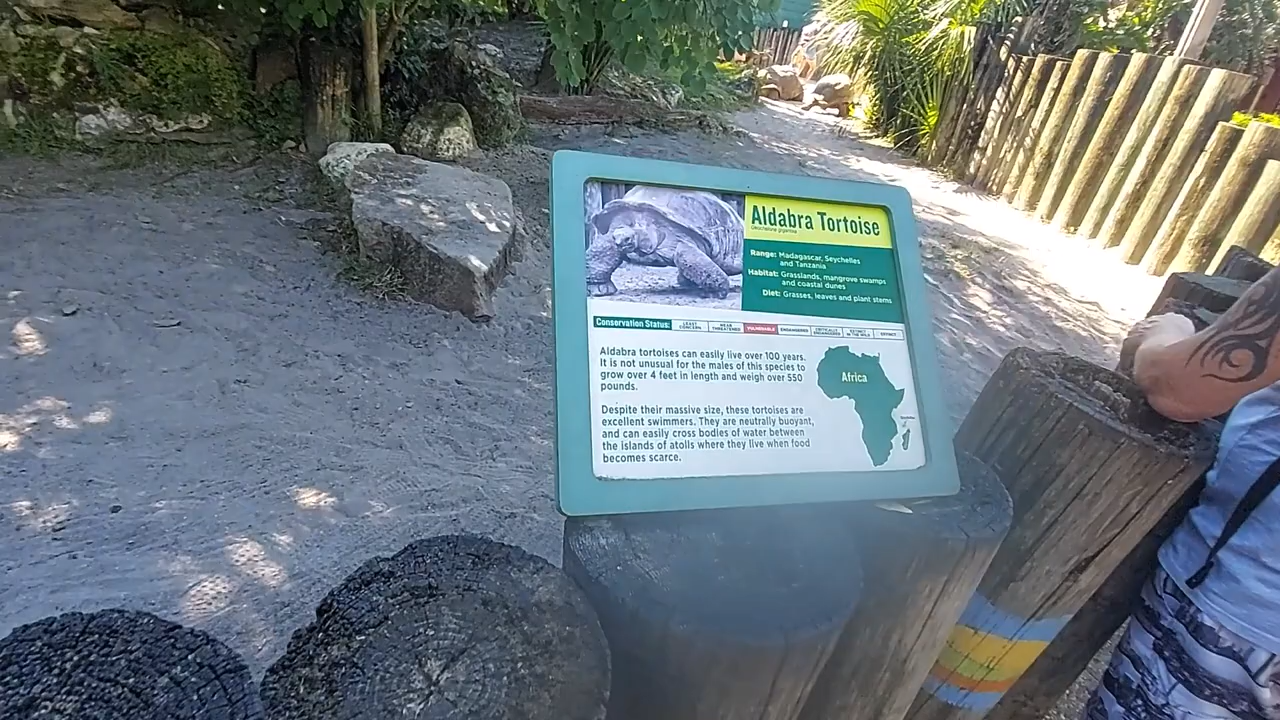 Aldabra Tortoise
Range: Madagascar, Seychelles
and Tanzania
Habitat: Grasslands, mangrove swamps
and coastal dunes
Diet: Grasses, leaves and plant stems
Conservation Status:
LEAST CONCERN
NEAR THREATENED
VULNERABLE
ENDANGERED
CRITICALLY ENDANGERED
EXTINCT IN THE WILD
EXTINCT
Aldabra tortoises can easily live over 100 years.
It is not unusual for the males of this species to
grow over 4 feet in length and weigh over 550
pounds.
Despite their massive size, these tortoises are
excellent swimmers. They are neutrally buoyant,
and can easily cross bodies of water between
the islands of atolls where they live when food
becomes scarce.
Africa